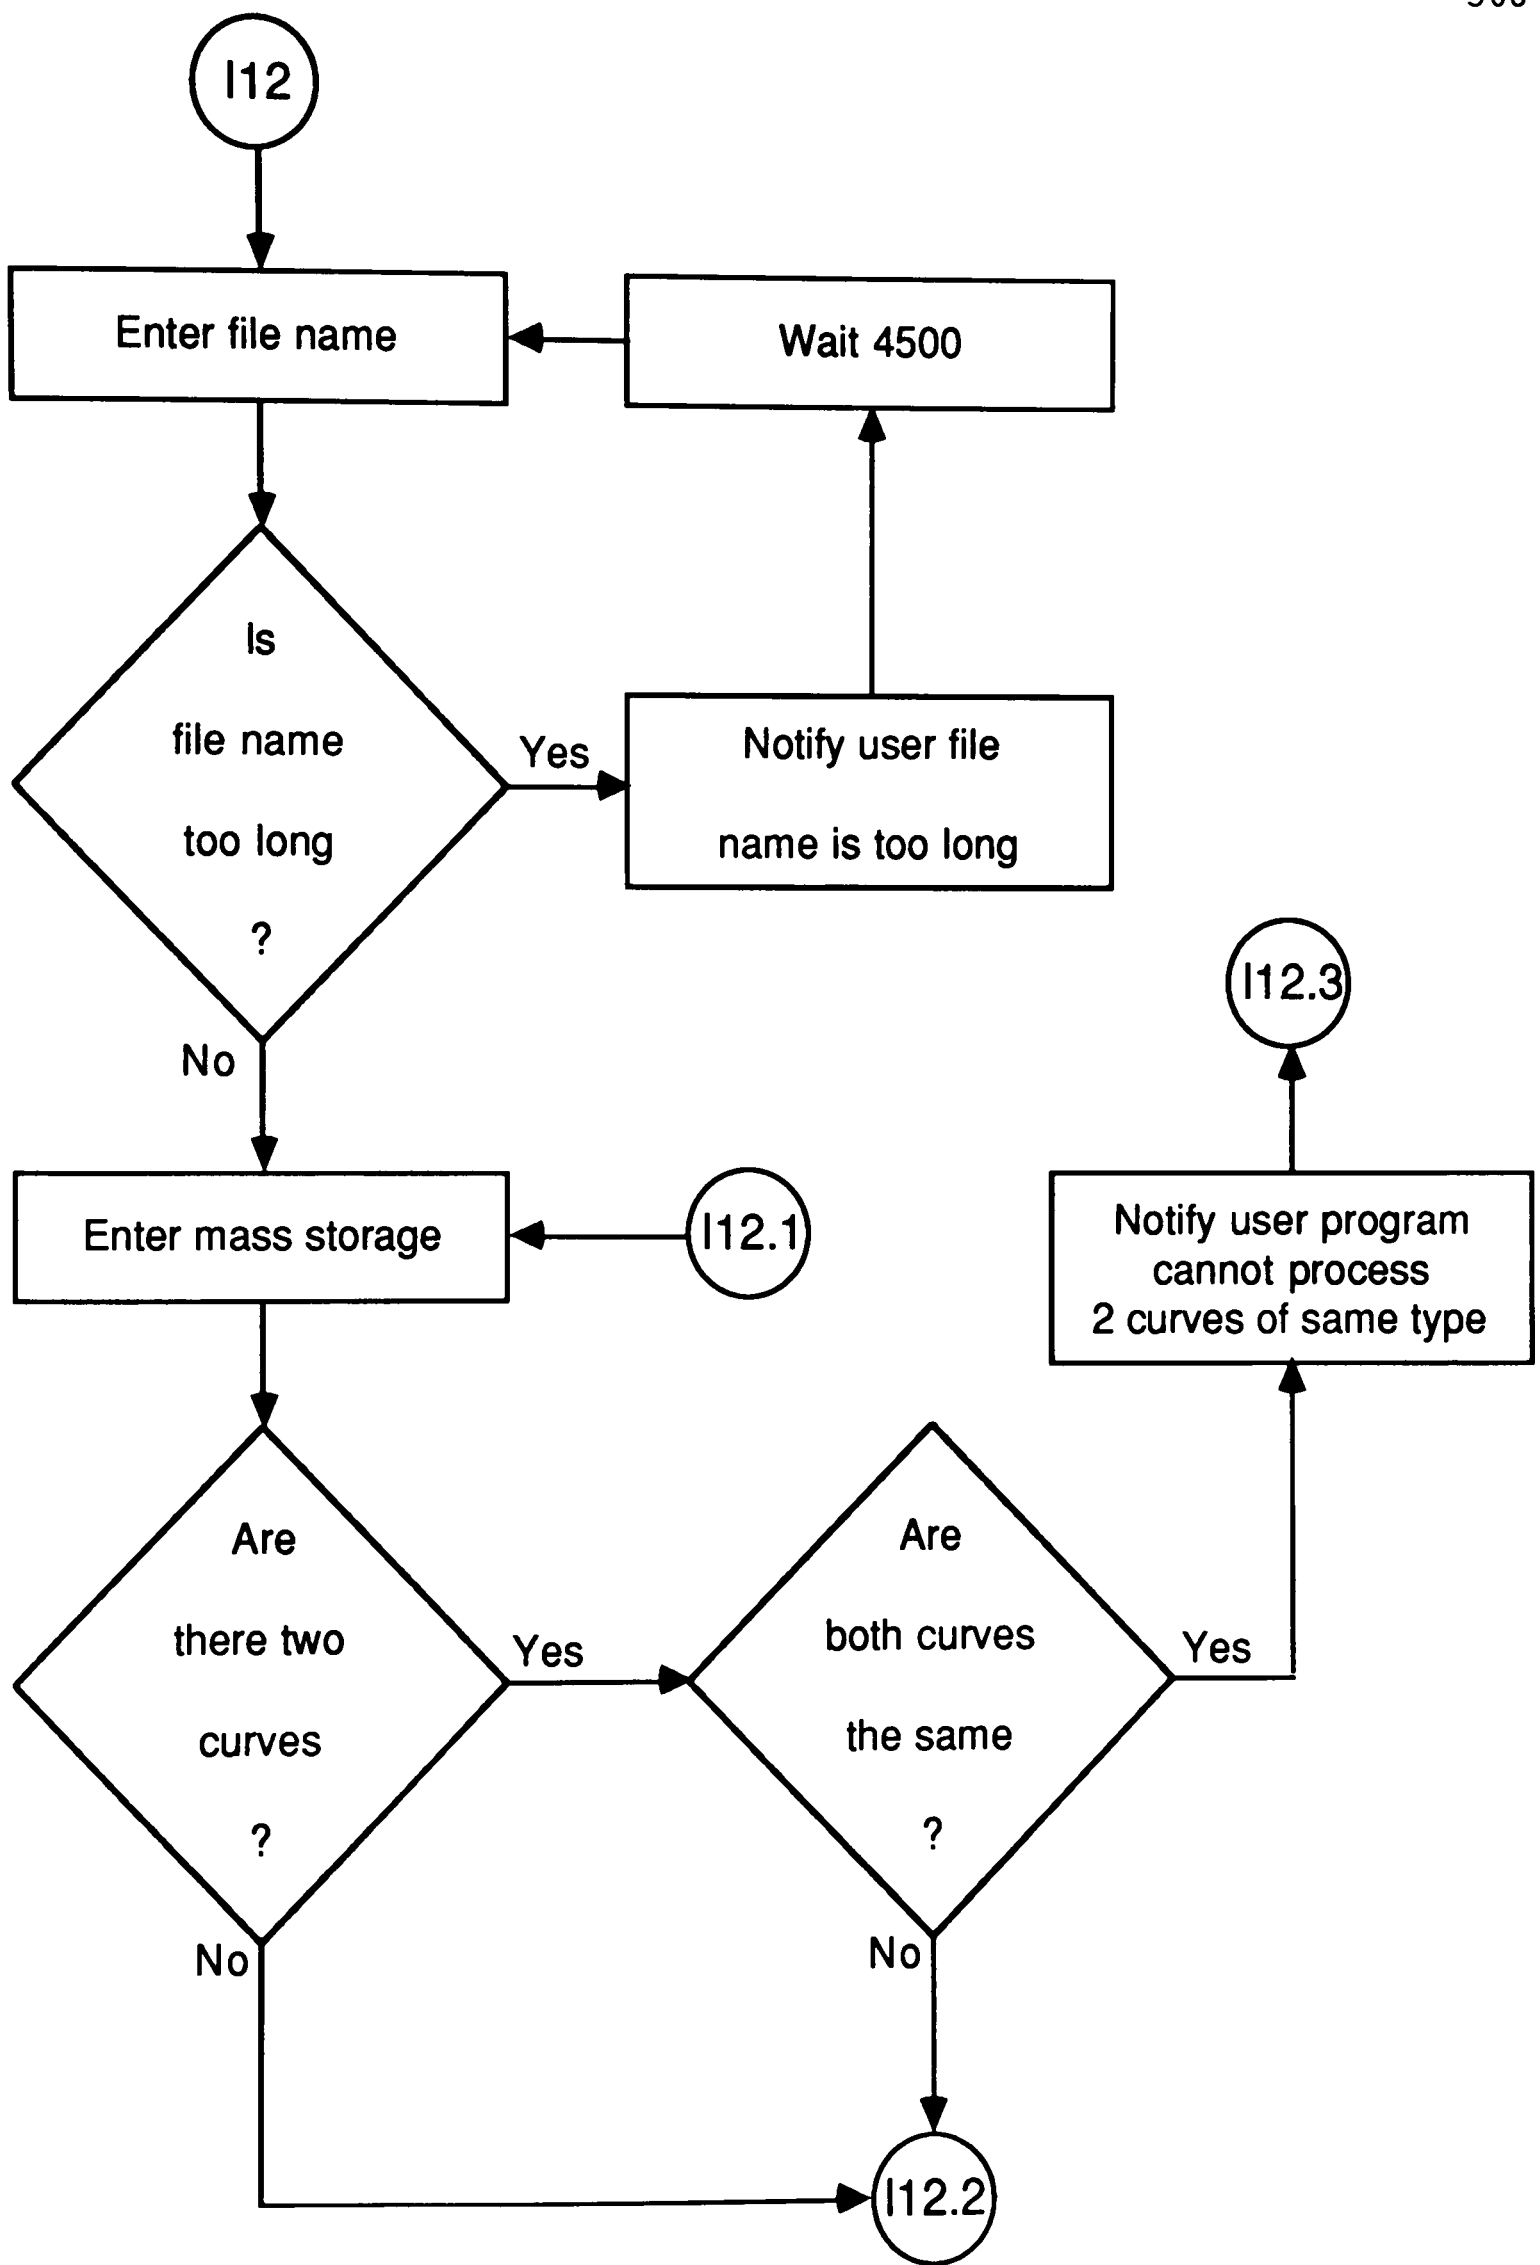 I12
Enter file name
Wait 4500
Is
file name
too long
?
Yes
Notify user file
name is too long
No
I12.3
Enter mass storage
I12.1
Notify user program
cannot process
2 curves of same type
Are
there two
curves
?
Yes
Are
both curves
the same
?
Yes
No
No
I12.2